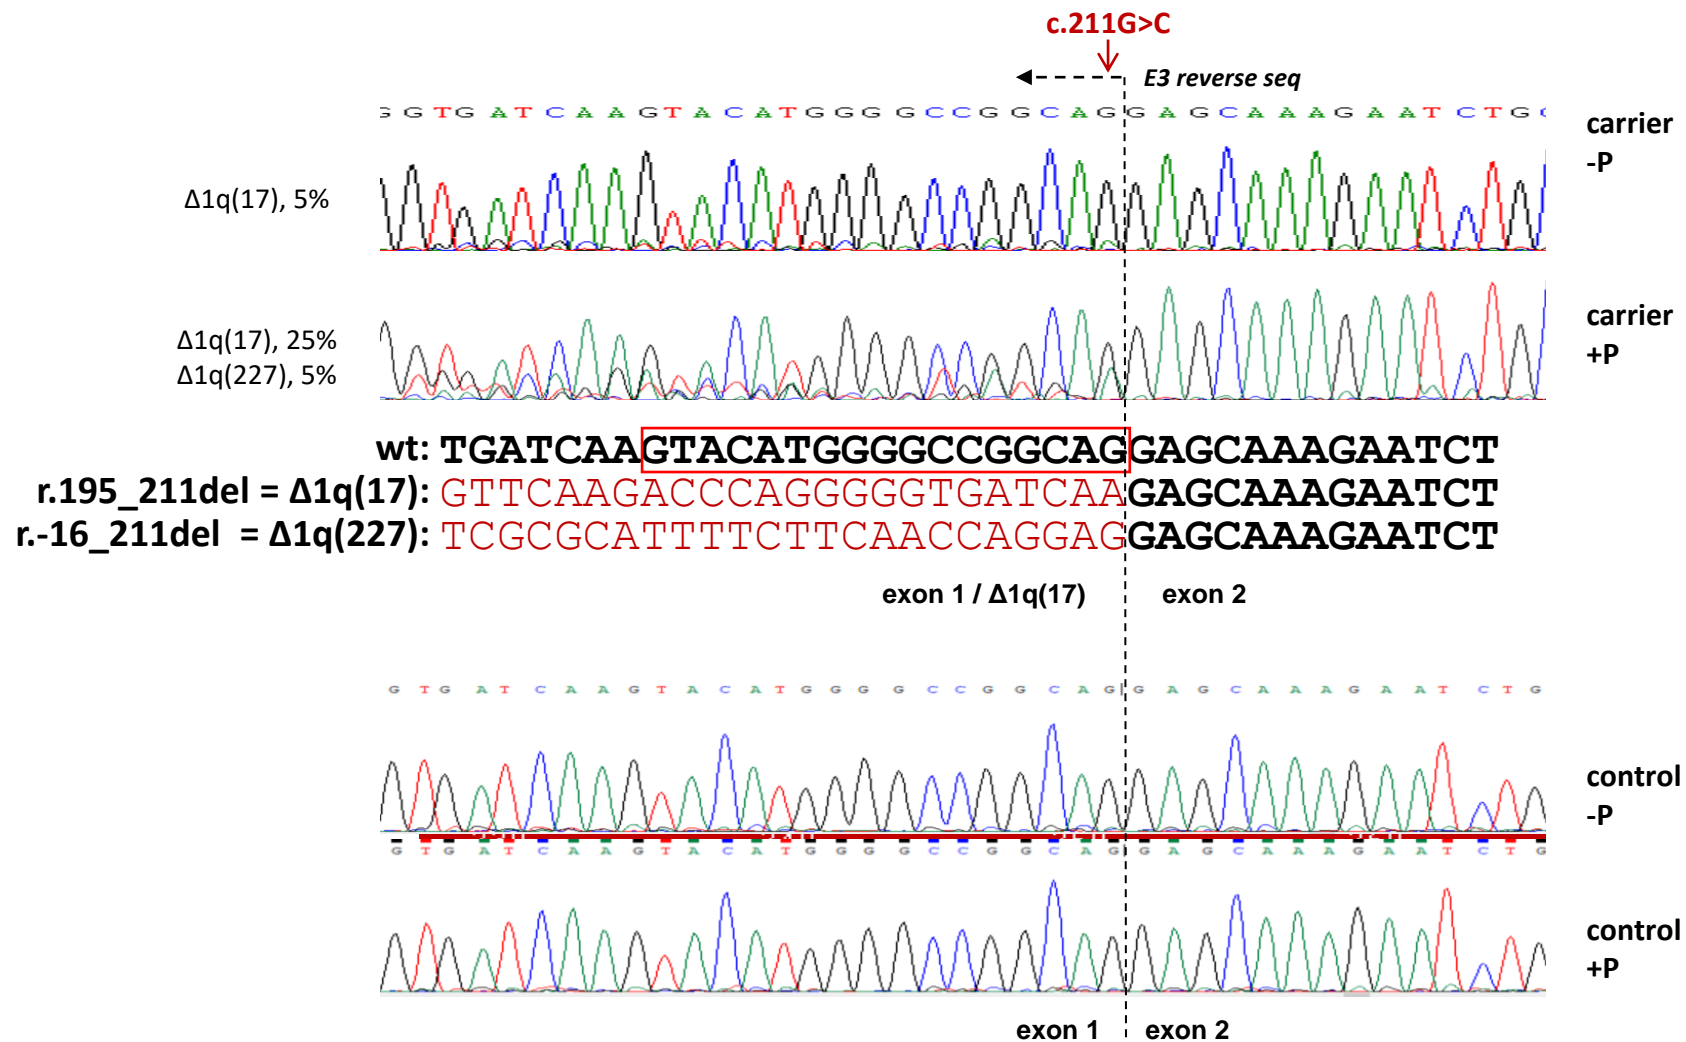 c.211G>C
E3 reverse seq
G G T G A T C A A G T A C A T G G G G C C G G C A G G A G C A A A G A A T C T G C
carrier
-P
Δ1q(17), 5%
carrier
+P
Δ1q(17), 25%
Δ1q(227), 5%
wt: TGATCAAGTACATGGGGCCGGCAGGAGCAAAGAATCT
r.195_211del = Δ1q(17): GTTCAAGACCCAGGGGGTGATCAAGAGCAAAGAATCT
r.-16_211del = Δ1q(227): TCGCGCATTTTCTTCAACCAGGAGGAGCAAAGAATCT
exon 1 / Δ1q(17) exon 2
G T G A T C A A G T A C A T G G G G C C G G C A G G A G C A A A G A A T C T G
control
-P
G T G A T C A A G T A C A T G G G G C C G G C A G G A G C A A A G A A T C T G
control
+P
exon 1 exon 2